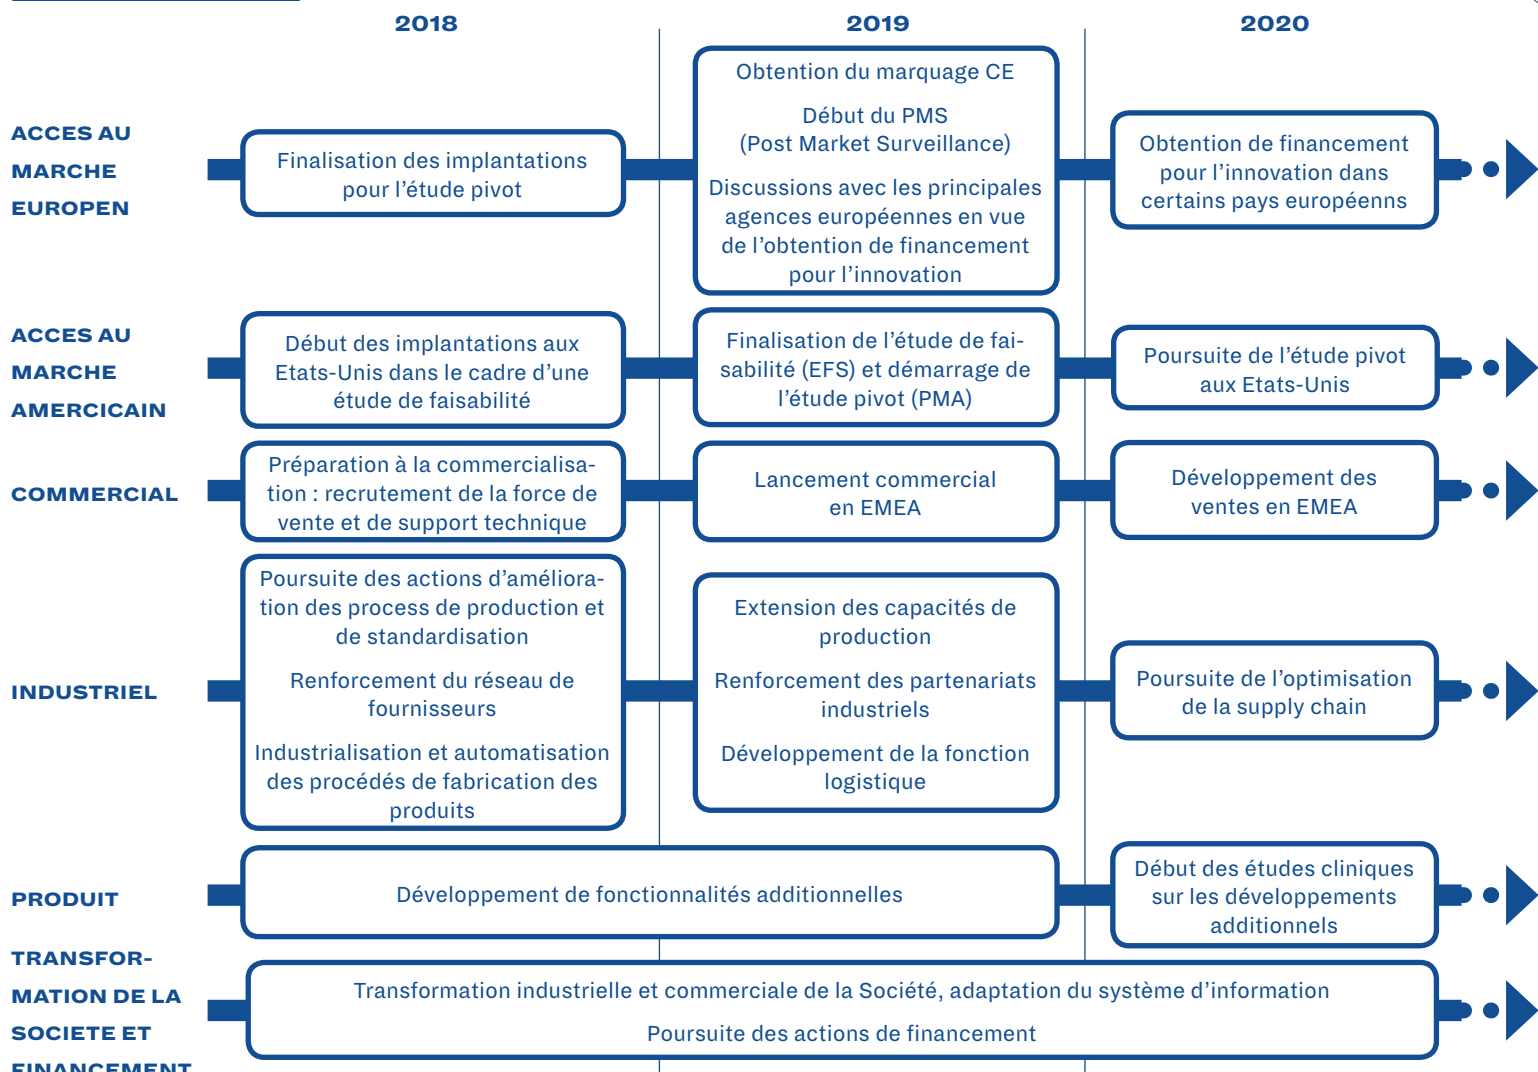 2018
2019
2020
ACCES AU
MARCHE
EUROPEN
Finalisation des implantations
pour l'étude pivot
Obtention du marquage CE
Début du PMS
(Post Market Surveillance)
Discussions avec les principales
agences européennes en vue
de l'obtention de financement
pour l'innovation
Obtention de financement
pour l'innovation dans
certains pays européenns
ACCES AU
MARCHE
AMERCICAIN
Début des implantations aux
Etats-Unis dans le cadre d'une
étude de faisabilité
Finalisation de l'étude de fai-
sabilité (EFS) et démarrage de
l'étude pivot (PMA)
Poursuite de l'étude pivot
aux Etats-Unis
COMMERCIAL
Préparation à la commercialisa-
tion : recrutement de la force de
vente et de support technique
Lancement commercial
en EMEA
Développement des
ventes en EMEA
INDUSTRIEL
Poursuite des actions d'améliora-
tion des process de production et
de standardisation
Renforcement du réseau de
fournisseurs
Industrialisation et automatisation
des procédés de fabrication des
produits
Extension des capacités de
production
Renforcement des partenariats
industriels
Développement de la fonction
logistique
Poursuite de l'optimisation
de la supply chain
PRODUIT
Développement de fonctionnalités additionnelles
Début des études cliniques
sur les développements
additionnels
TRANSFOR-
MATION DE LA
SOCIETE ET
FINANCEMENT
Transformation industrielle et commerciale de la Société, adaptation du système d'information
Poursuite des actions de financement